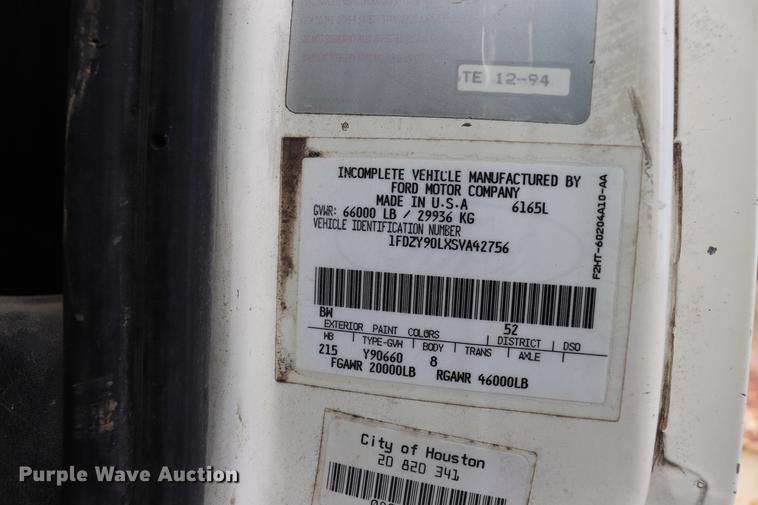 TE 12-94
INCOMPLETE VEHICLE MANUFACTURED BY
FORD MOTOR COMPANY
MADE IN U.S.A 6165L
GVWR: 66000 LB / 29936 KG
VEHICLE IDENTIFICATION NUMBER
1FDZY90LXSVA42756
F2HT-60204A10-AA
BW 52
EXTERIOR PAINT COLORS DISTRICT DSO
WB TYPE-GVW BODY TRANS AXLE
215 Y90660 8
FGAWR 20000LB RGAWR 46000LB
City of Houston
20 820 341
Purple Wave Auction